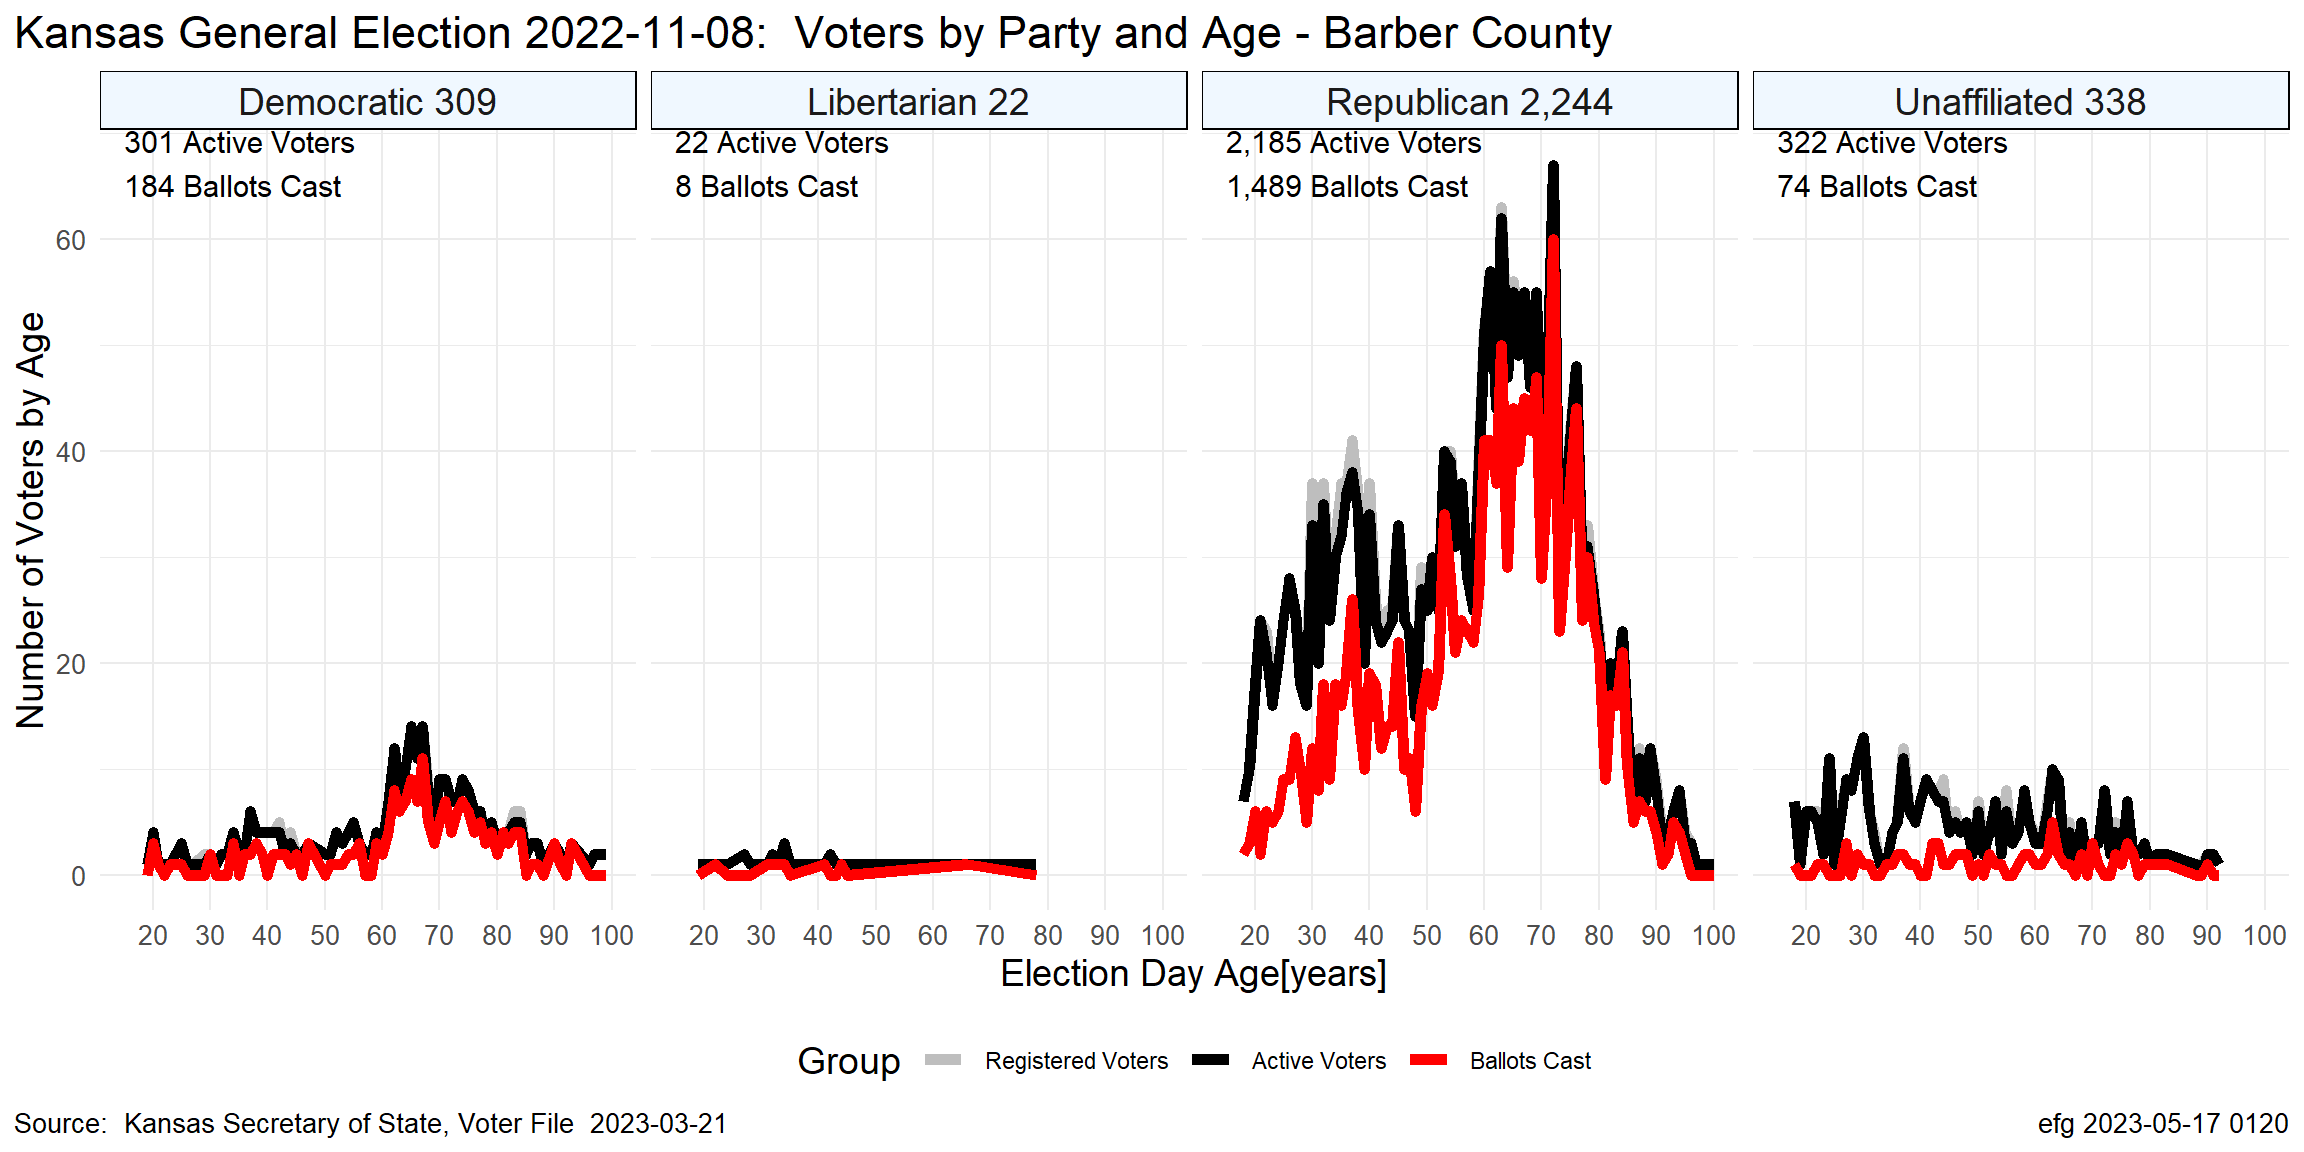 Kansas General Election 2022-11-08:  Voters by Party and Age - Barber County
Democratic 309
Libertarian 22
Republican 2,244
Unaffiliated 338
301 Active Voters
184 Ballots Cast
22 Active Voters
8 Ballots Cast
2,185 Active Voters
1,489 Ballots Cast
322 Active Voters
74 Ballots Cast
Number of Voters by Age
60
40
20
0
20 30 40 50 60 70 80 90 100
20 30 40 50 60 70 80 90 100
20 30 40 50 60 70 80 90 100
20 30 40 50 60 70 80 90 100
Election Day Age[years]
Group Registered Voters Active Voters Ballots Cast
Source:  Kansas Secretary of State, Voter File  2023-03-21
efg 2023-05-17 0120